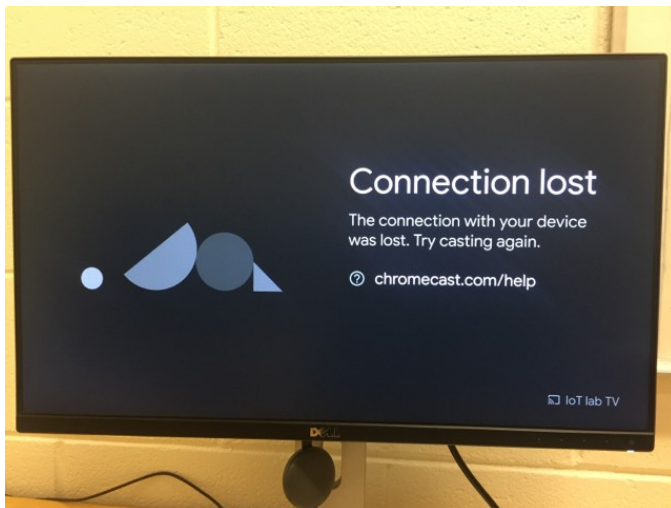 Connection lost
The connection with your device
was lost. Try casting again.
chromecast.com/help
IoT lab TV
DELL